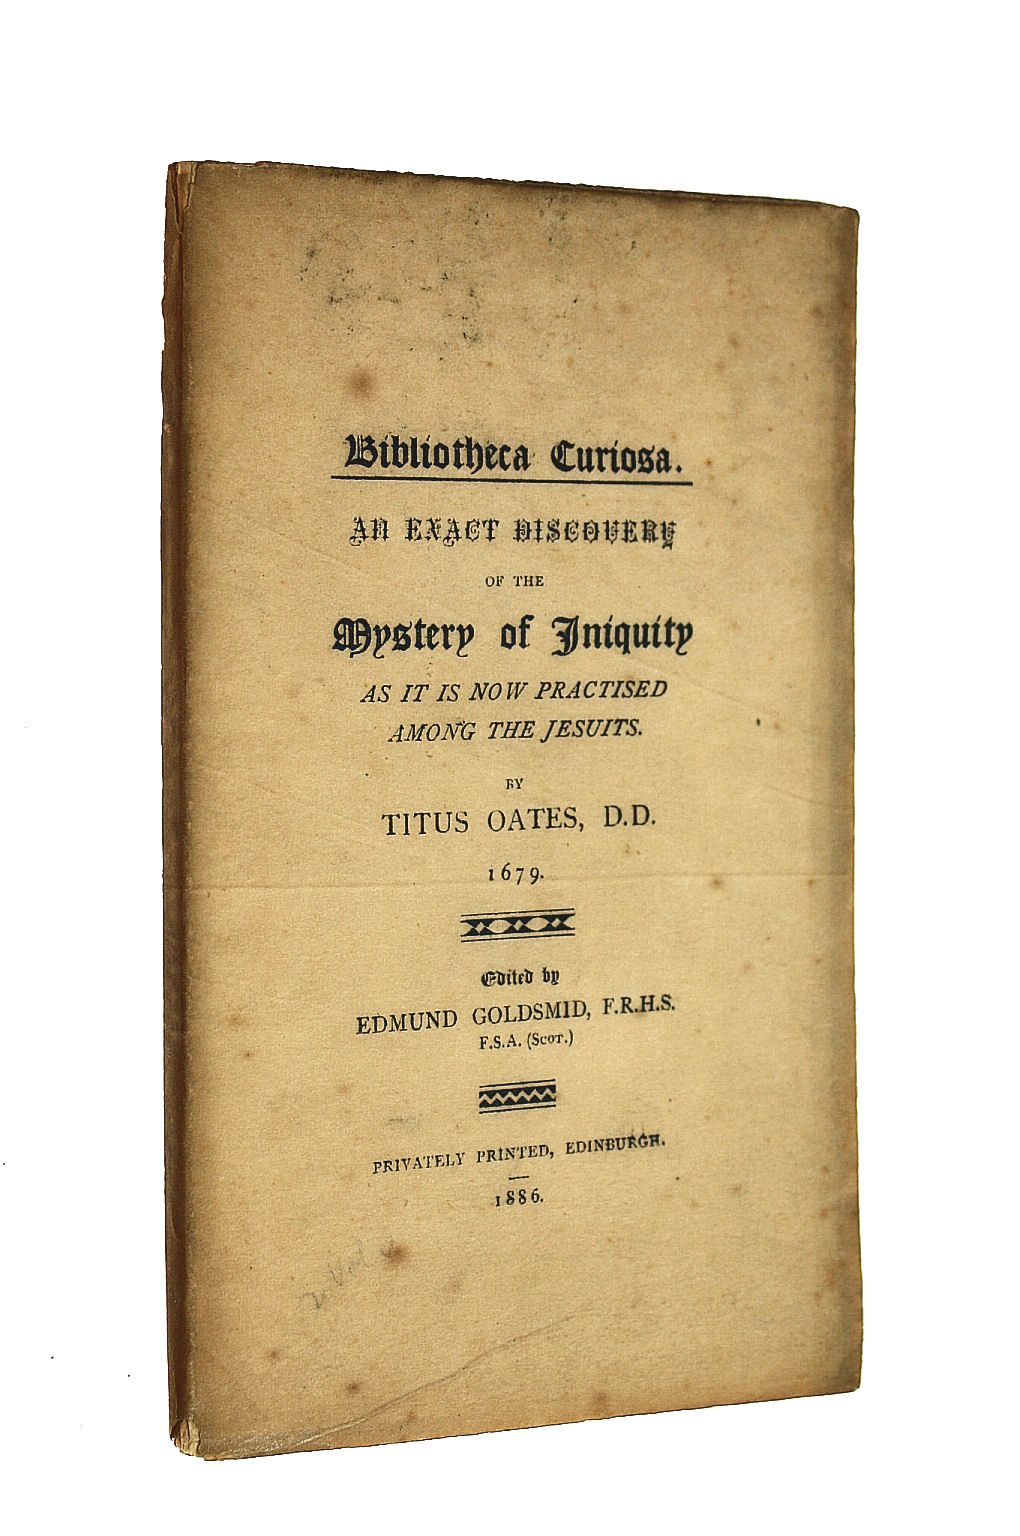 Bibliotheca Curiosa.
AN EXACT DISCOVERY
OF THE
Mystery of Iniquity
AS IT IS NOW PRACTISED
AMONG THE JESUITS.
BY
TITUS OATES, D.D.
1679.
Edited by
EDMUND GOLDSMID, F.R.H.S.
F.S.A. (SCOT.)
PRIVATELY PRINTED, EDINBURGH.
1886.